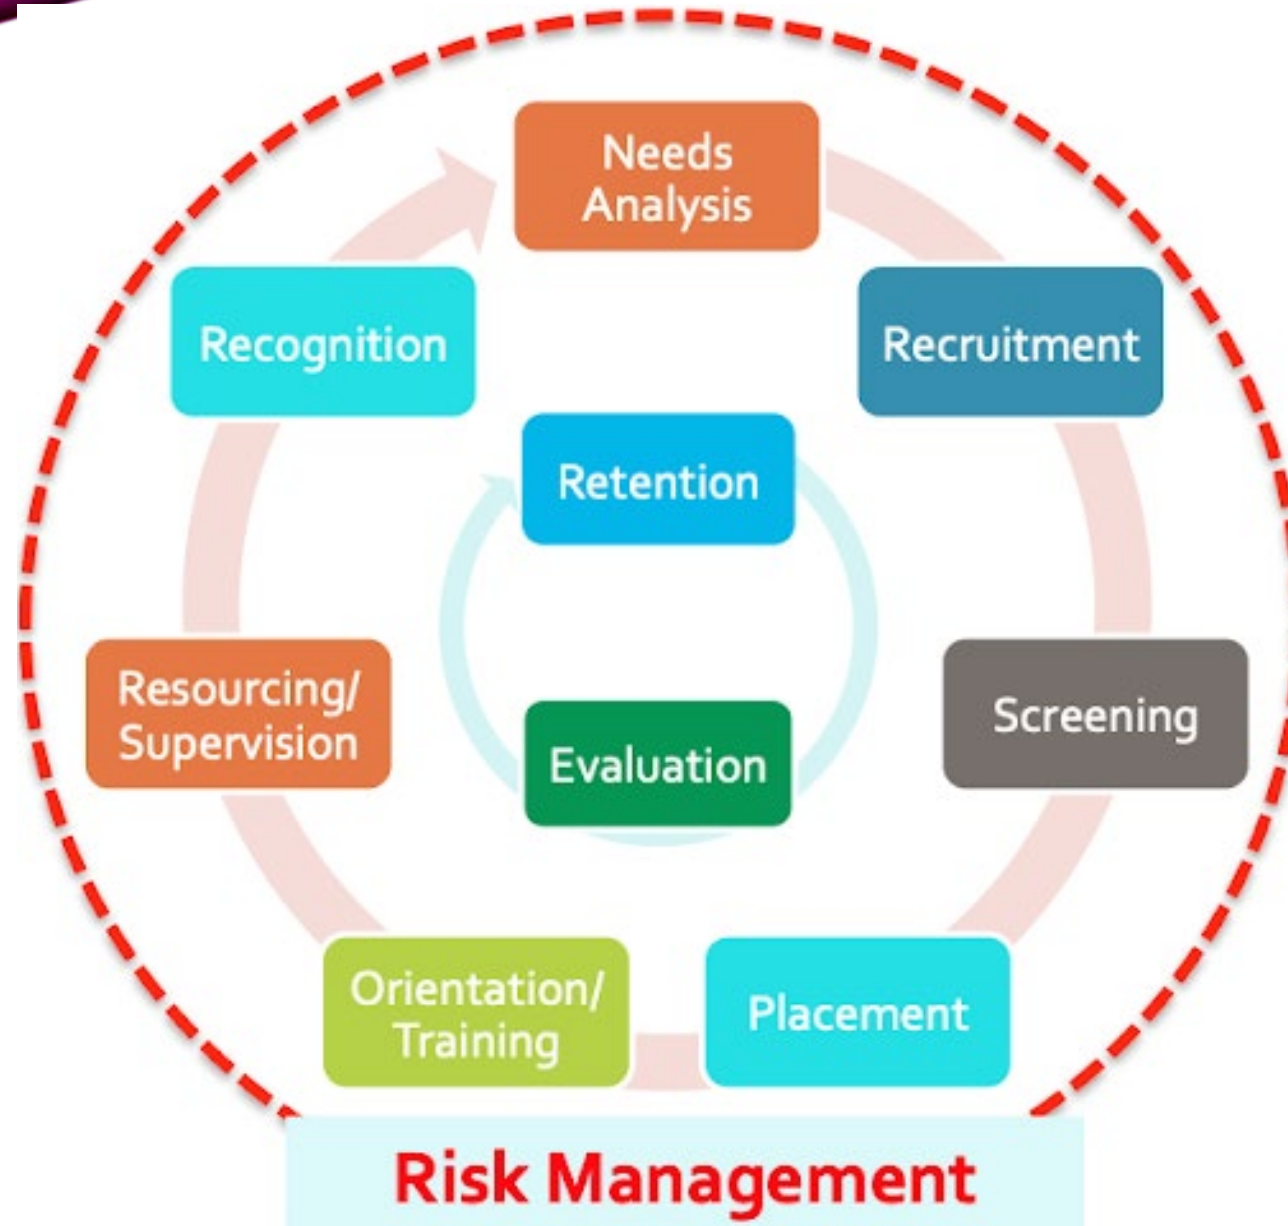 Needs
Analysis
Recruitment
Screening
Placement
Orientation/
Training
Resourcing/
Supervision
Recognition
Retention
Evaluation
Risk Management